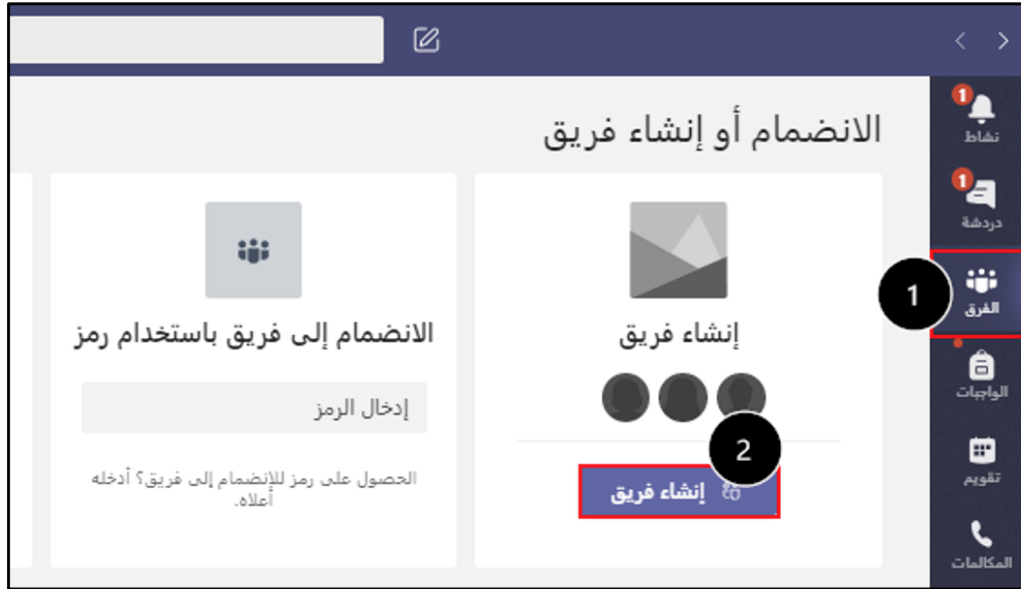 الانضمام أو إنشاء فريق
إنشاء فريق
2
إنشاء فريق
الانضمام إلى فريق باستخدام رمز
إدخال الرمز
الحصول على رمز للإنضمام إلى فريق؟ أدخله
أعلاه.
1
نشاط
1
دردشة
1
الفرق
الواجبات
تقويم
المكالمات